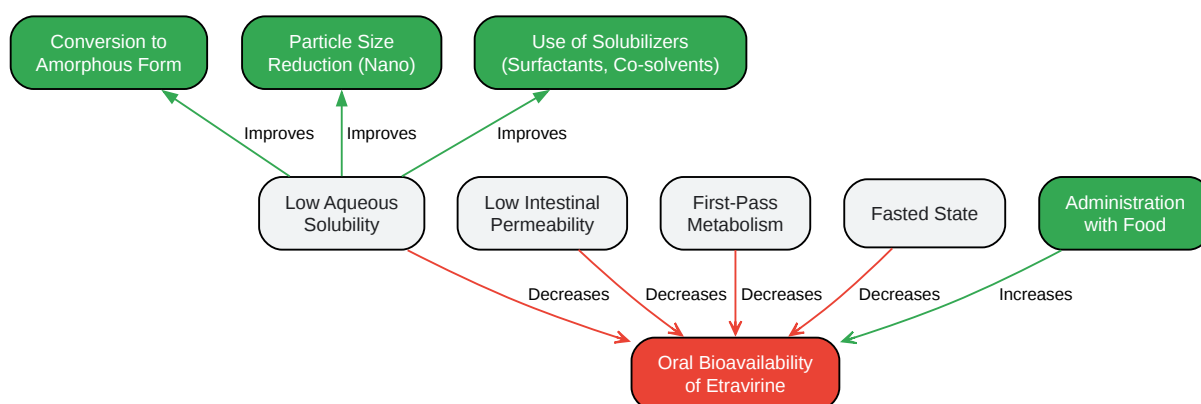 Conversion to
Amorphous Form
Particle Size
Reduction (Nano)
Use of Solubilizers
(Surfactants, Co-solvents)
Improves
Improves
Improves
Low Aqueous
Solubility
Low Intestinal
Permeability
First-Pass
Metabolism
Fasted State
Administration
with Food
Decreases
Decreases
Decreases
Decreases
Increases
Oral Bioavailability
of Etravirine